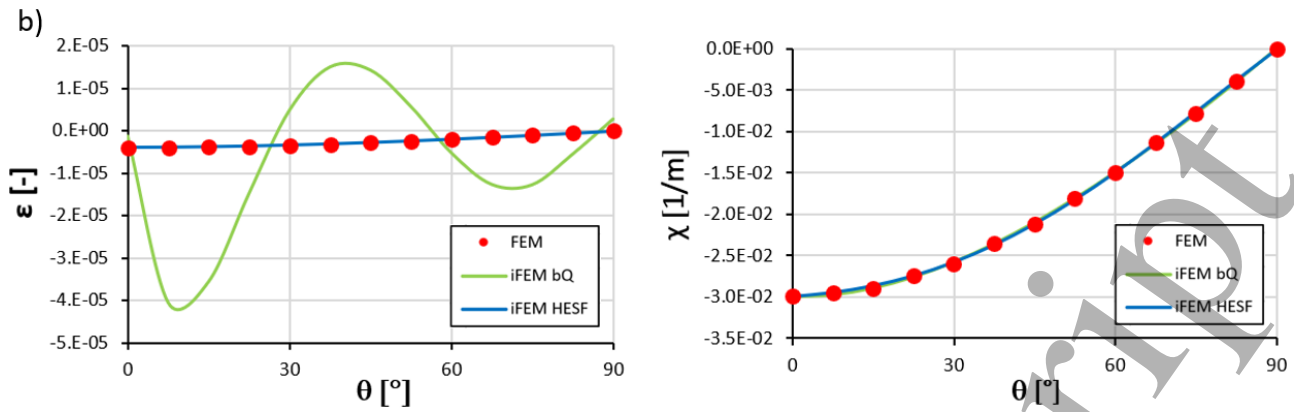 b)
2.E-05
1.E-05
0.E+00
-1.E-05
-2.E-05
-3.E-05
-4.E-05
-5.E-05
ε [-]
0
30
60
90
θ [°]
FEM
iFEM bQ
iFEM HESF
0.0E+00
-5.0E-03
-1.0E-02
-1.5E-02
-2.0E-02
-2.5E-02
-3.0E-02
-3.5E-02
χ [1/m]
0
30
60
90
θ [°]
FEM
iFEM bQ
iFEM HESF
ript